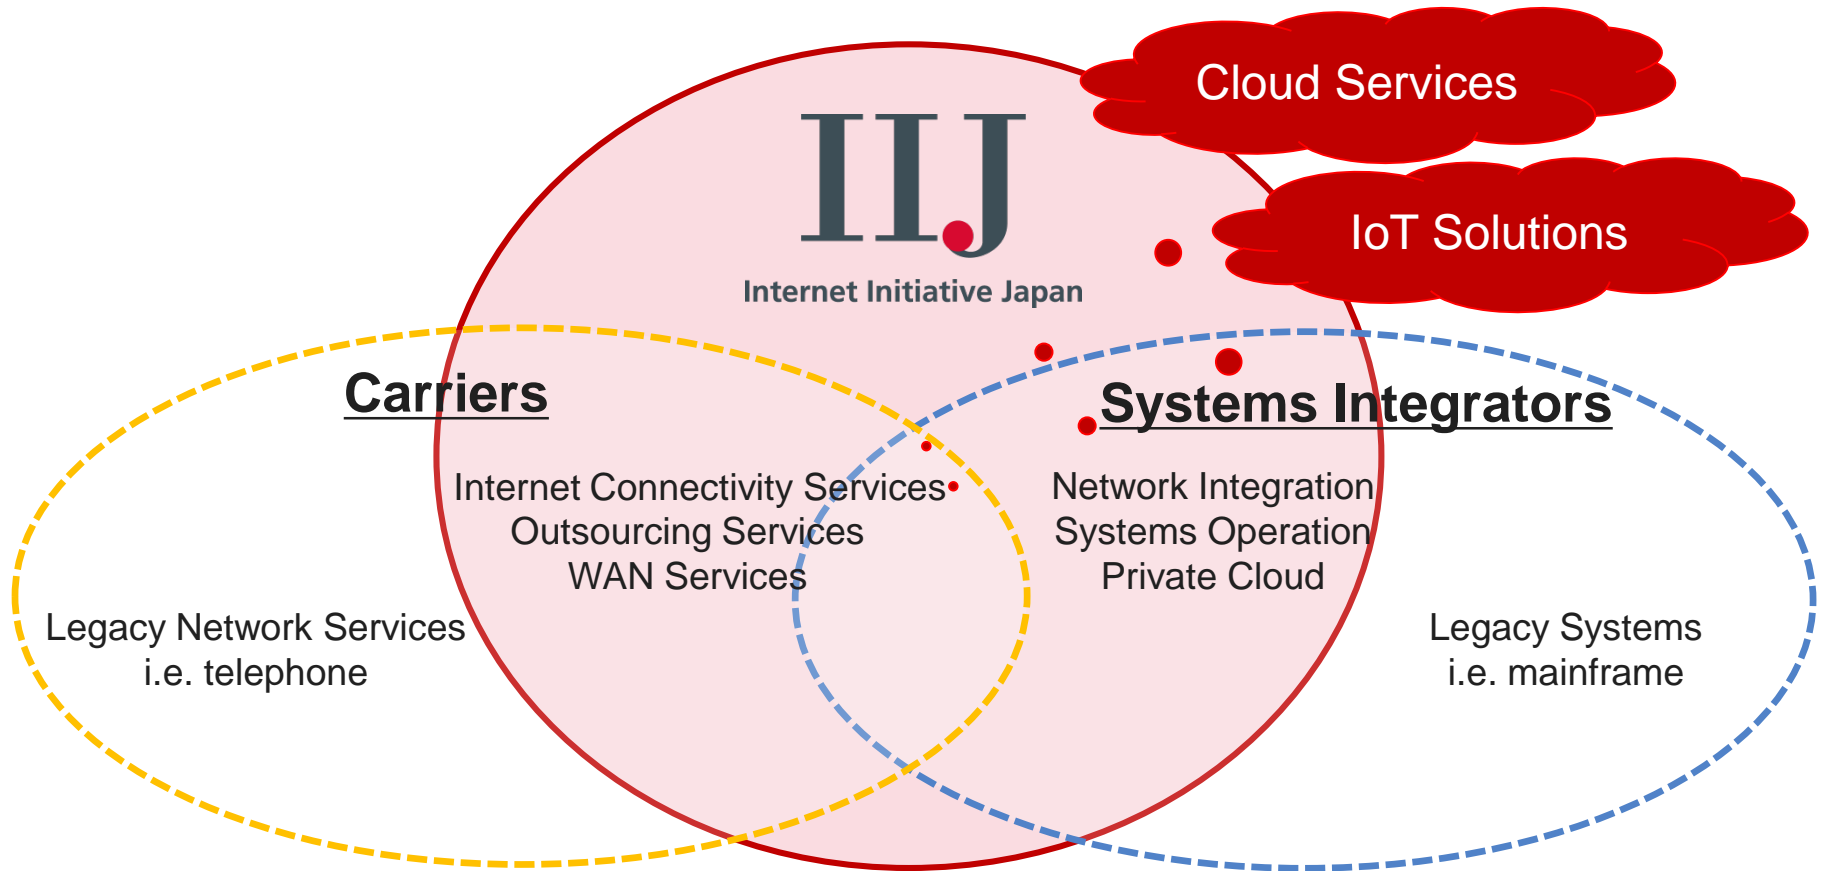 Cloud Services
IIJ
Internet Initiative Japan
IoT Solutions
Carriers
Systems Integrators
Internet Connectivity Services
Outsourcing Services
WAN Services
Network Integration
Systems Operation
Private Cloud
Legacy Network Services
i.e. telephone
Legacy Systems
i.e. mainframe